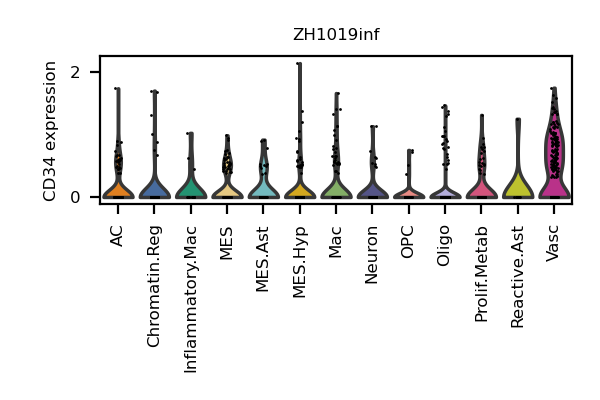 ZH1019inf
CD34 expression
2
0
AC
Chromatin.Reg
Inflammatory.Mac
MES
MES.Ast
MES.Hyp
Mac
Neuron
OPC
Oligo
Prolif.Metab
Reactive.Ast
Vasc